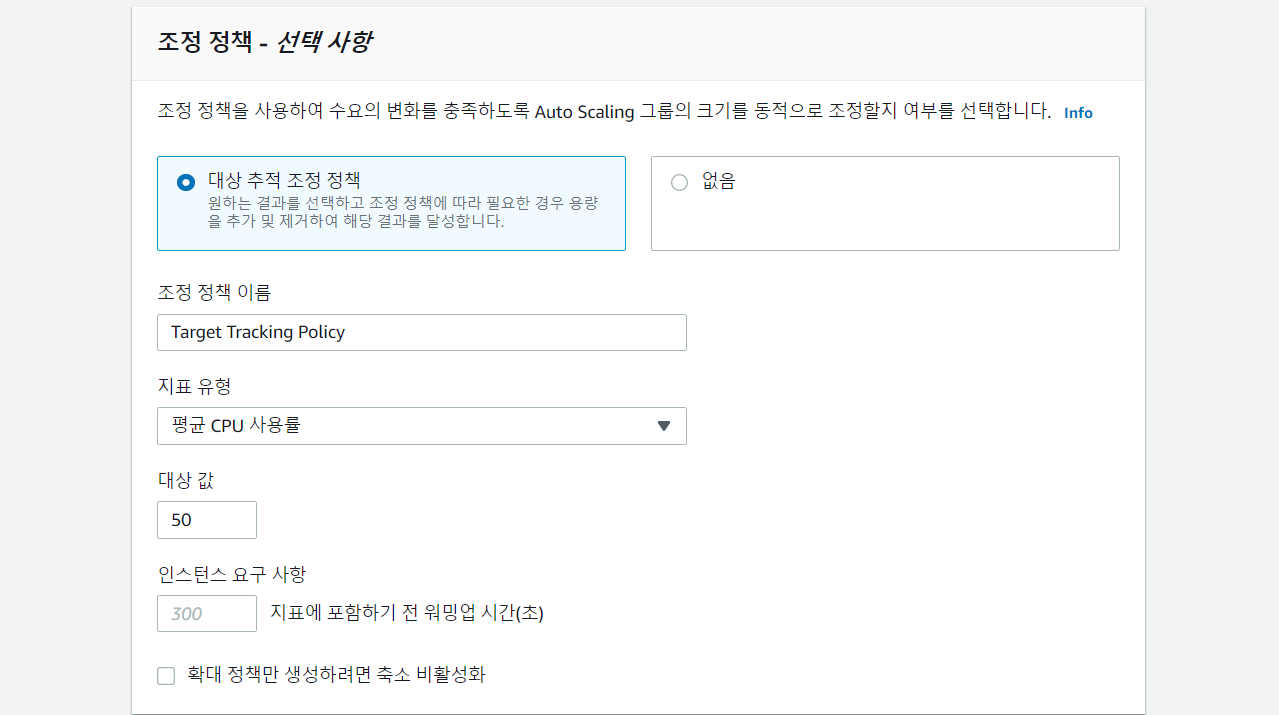 조정 정책 - 선택 사항
조정 정책을 사용하여 수요의 변화를 충족하도록 Auto Scaling 그룹의 크기를 동적으로 조정할지 여부를 선택합니다. Info
대상 추적 조정 정책
원하는 결과를 선택하고 조정 정책에 따라 필요한 경우 용량
을 추가 및 제거하여 해당 결과를 달성합니다.
없음
조정 정책 이름
Target Tracking Policy
지표 유형
평균 CPU 사용률
대상 값
50
인스턴스 요구 사항
300 지표에 포함하기 전 워밍업 시간(초)
확대 정책만 생성하려면 축소 비활성화